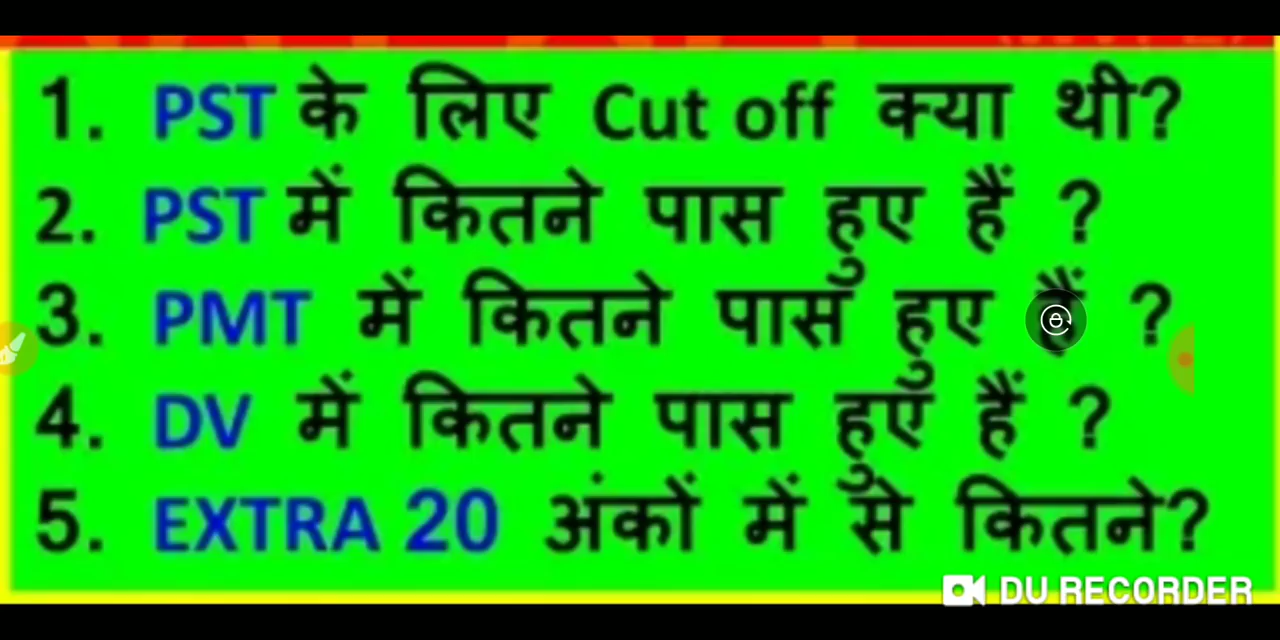 1. PST के लिए Cut off क्या थी?
2. PST में कितने पास हुए हैं ?
3. PMT में कितने पास हुए हैं ?
4. DV में कितने पास हुए हैं ?
5. EXTRA 20 अंकों में से कितने?
DU RECORDER